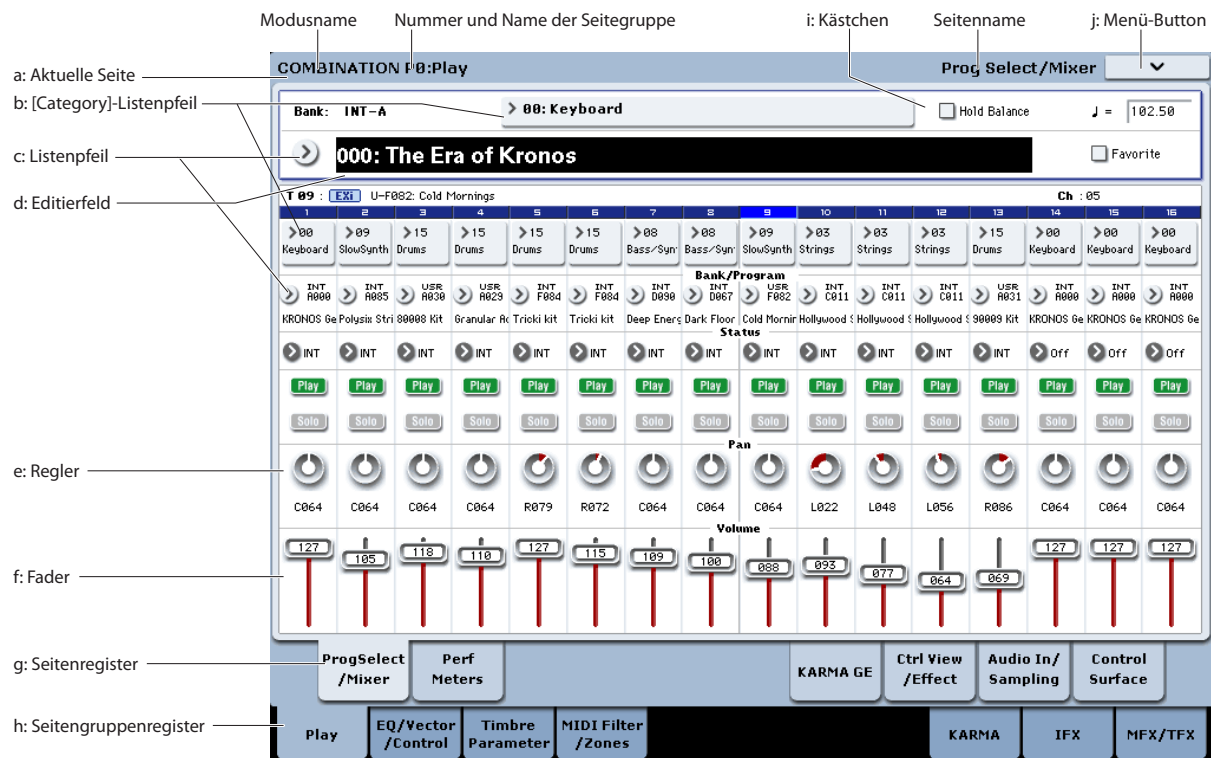 Modusname Nummer und Name der Seitegruppe i: Kästchen Seitenname j: Menü-Button
a: Aktuelle Seite
COMBINATION P0:Play Prog Select/Mixer
b: [Category]-Listenpfeil
Bank: INT-A 00: Keyboard Hold Balance ♩ = 102.50
c: Listenpfeil
000: The Era of Kronos Favorite
d: Editierfeld
T 09 : EXi U-F082: Cold Mornings Ch : 05
1 2 3 4 5 6 7 8 9 10 11 12 13 14 15 16
00 09 15 15 15 15 08 08 09 03 03 03 15 00 00 00
Keyboard SlowSynth Drums Drums Drums Drums Bass/Syn Bass/Syn SlowSynth Strings Strings Strings Drums Keyboard Keyboard Keyboard
Bank/Program
INT INT USR USR INT INT INT INT USR INT INT INT USR INT INT INT
A000 A085 A030 A029 F084 F084 D090 D067 F082 C011 C011 C011 A031 A000 A000 A000
KRONOS Ge Polysix Stri 80008 Kit Granular A Tricki kit Tricki kit Deep Energ Dark Floor Cold Mornin Hollywood S Hollywood S Hollywood S 90009 Kit KRONOS Ge KRONOS Ge KRONOS Ge
Status
INT INT INT INT INT INT INT INT INT INT INT INT INT Off Off Off
Play Play Play Play Play Play Play Play Play Play Play Play Play Play Play Play
Solo Solo Solo Solo Solo Solo Solo Solo Solo Solo Solo Solo Solo Solo Solo Solo
Pan
e: Regler
C064 C064 C064 C064 R079 R072 C064 C064 C064 L022 L048 L056 R086 C064 C064 C064
Volume
127 105 118 110 127 115 109 100 088 093 077 064 069 127 127 127
f: Fader
g: Seitenregister
ProgSelect Perf KARMA GE Ctrl View Audio In/ Control
/Mixer Meters /Effect Sampling Surface
h: Seitengruppenregister
Play EQ/Vector Timbre MIDI Filter KARMA IFX MFX/TFX
/Control Parameter /Zones